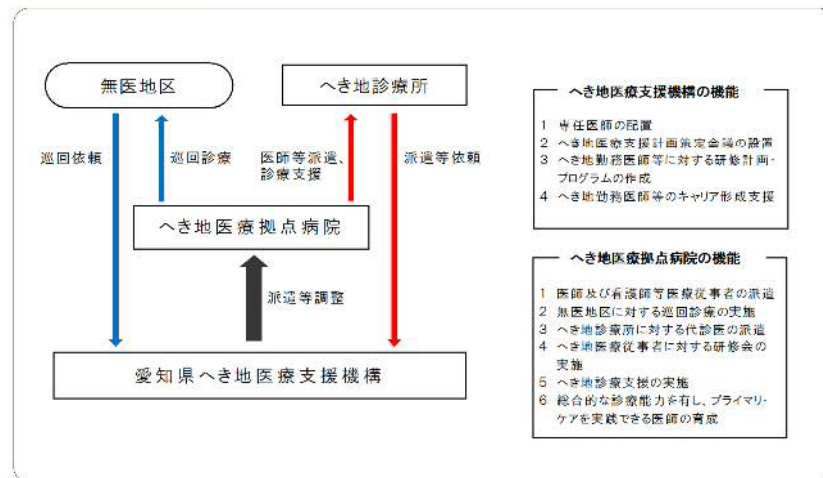 無医地区
へき地診療所
巡回依頼
巡回診療
医師等派遣、
診療支援
派遣等依頼
へき地医療拠点病院
派遣等調整
愛知県へき地医療支援機構
へき地医療支援機構の機能
1 専任医師の配置
2 へき地医療支援計画策定会議の設置
3 へき地勤務医師等に対する研修計画・
プログラムの作成
4 へき地勤務医師等のキャリア形成支援
へき地医療拠点病院の機能
1 医師及び看護師等医療従事者の派遣
2 無医地区に対する巡回診療の実施
3 へき地診療所に対する代診医の派遣
4 へき地医療従事者に対する研修会の
実施
5 へき地診療支援の実施
6 総合的な診療能力を有し、プライマリ・
ケアを実践できる医師の育成